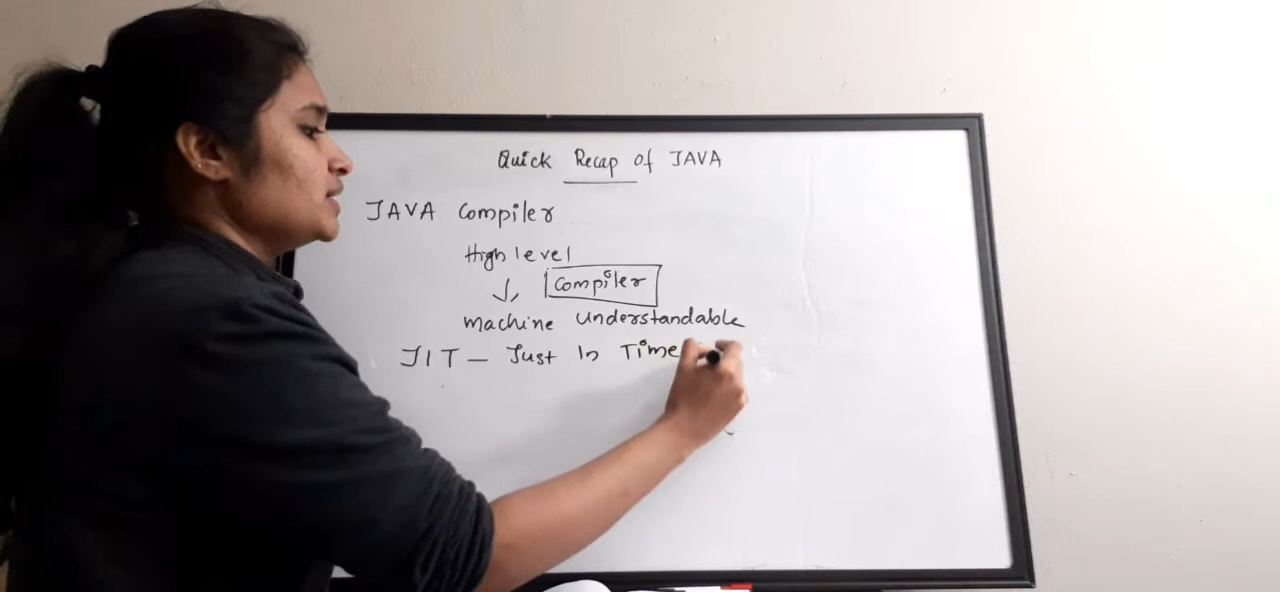 Quick Recap of JAVA
JAVA Compiler
High level
Compiler
Machine Understandable
JIT – Just In Time